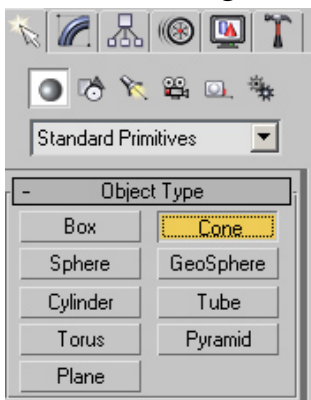 Standard Primitives
- Object Type
Box Cone
Sphere GeoSphere
Cylinder Tube
Torus Pyramid
Plane